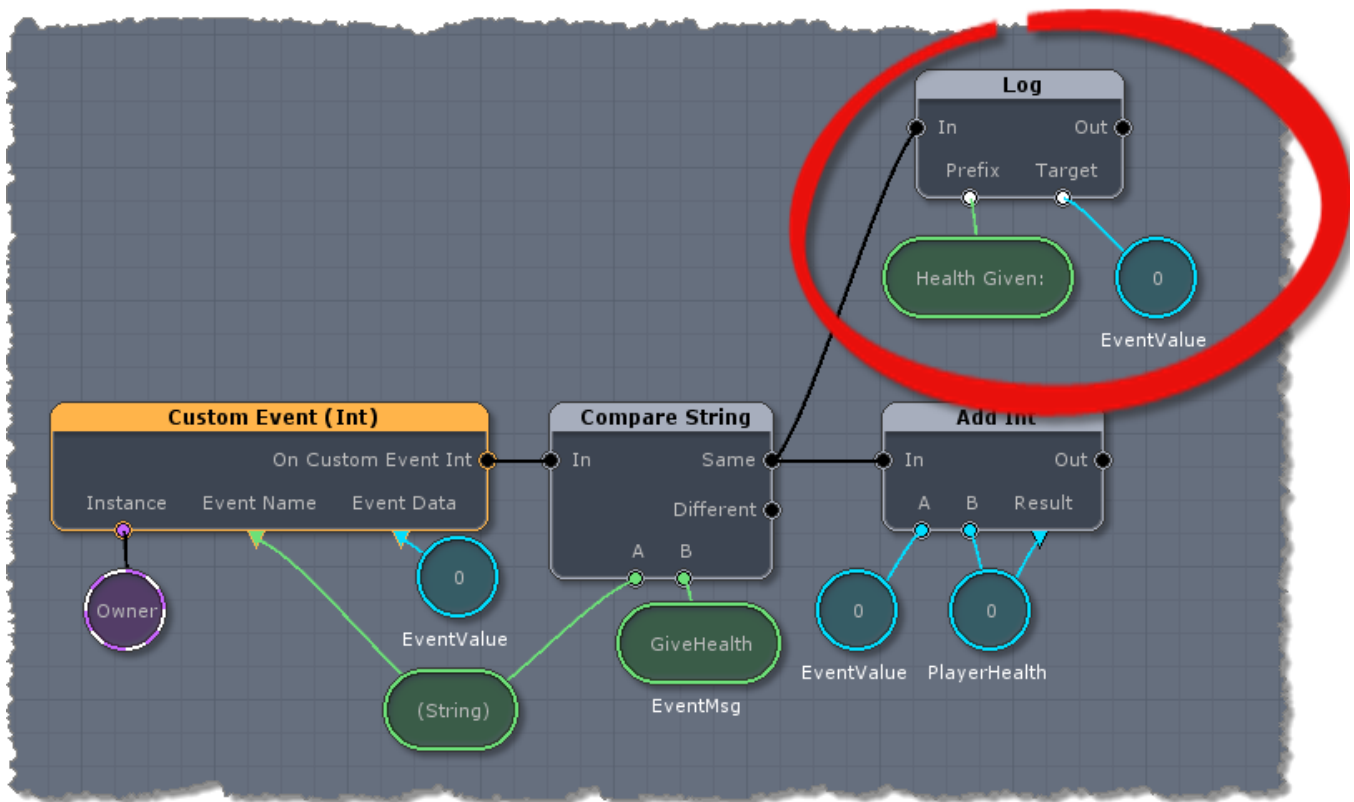 Log
In Out
Prefix Target
Health Given: 0
EventValue
Custom Event (Int)
On Custom Event Int
Instance Event Name Event Data
Owner
0
EventValue
(String)
Compare String
In Same
Different
A B
GiveHealth
EventMsg
Add Int
In Out
A B Result
0 0
EventValue PlayerHealth